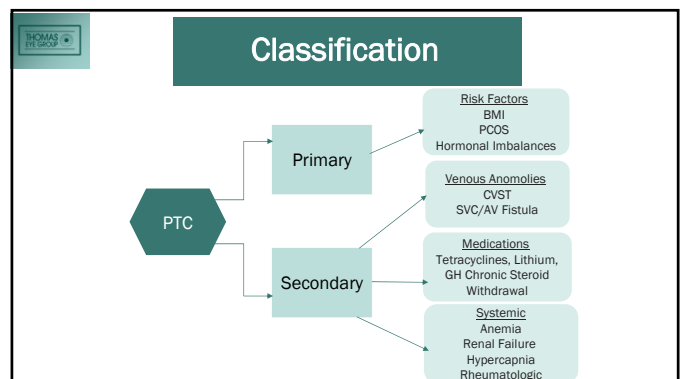 THOMAS
EYE GROUP
Classification
Risk Factors
BMI
PCOS
Hormonal Imbalances
Primary
Venous Anomolies
CVST
SVC/AV Fistula
PTC
Medications
Tetracyclines, Lithium,
GH Chronic Steroid
Withdrawal
Secondary
Systemic
Anemia
Renal Failure
Hypercapnia
Rheumatologic